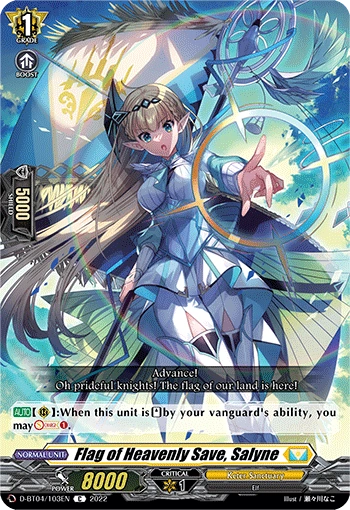 1
GRADE
BOOST
5000
SHIELD
Advance!
Oh prideful knights! The flag of our land is here!
AUTO【 】:When this unit is by your vanguard's ability, you
may 1.
NORMAL UNIT
Flag of Heavenly Save, Salyne
POWER 8000
CRITICAL
1
Keter Sanctuary
Elf
D-BT04/103EN C 2022
Illust / 瀬々川なこ